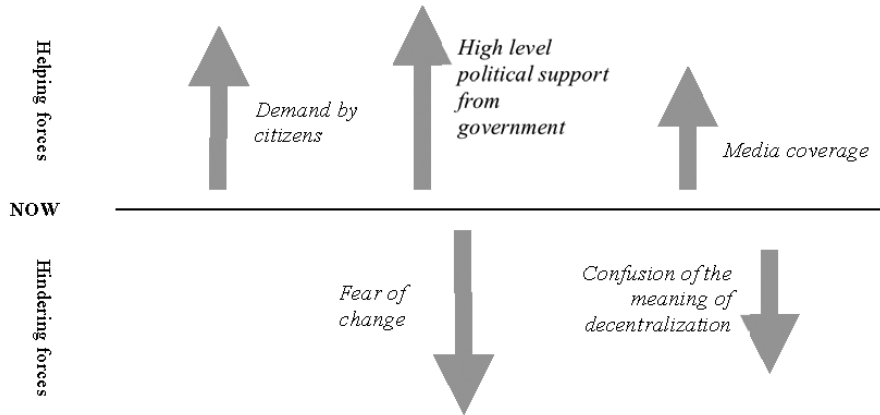 Helping forces
Demand by
citizens
High level
political support
from
government
Media coverage
NOW
Hindering forces
Fear of
change
Confusion of the
meaning of
decentralization